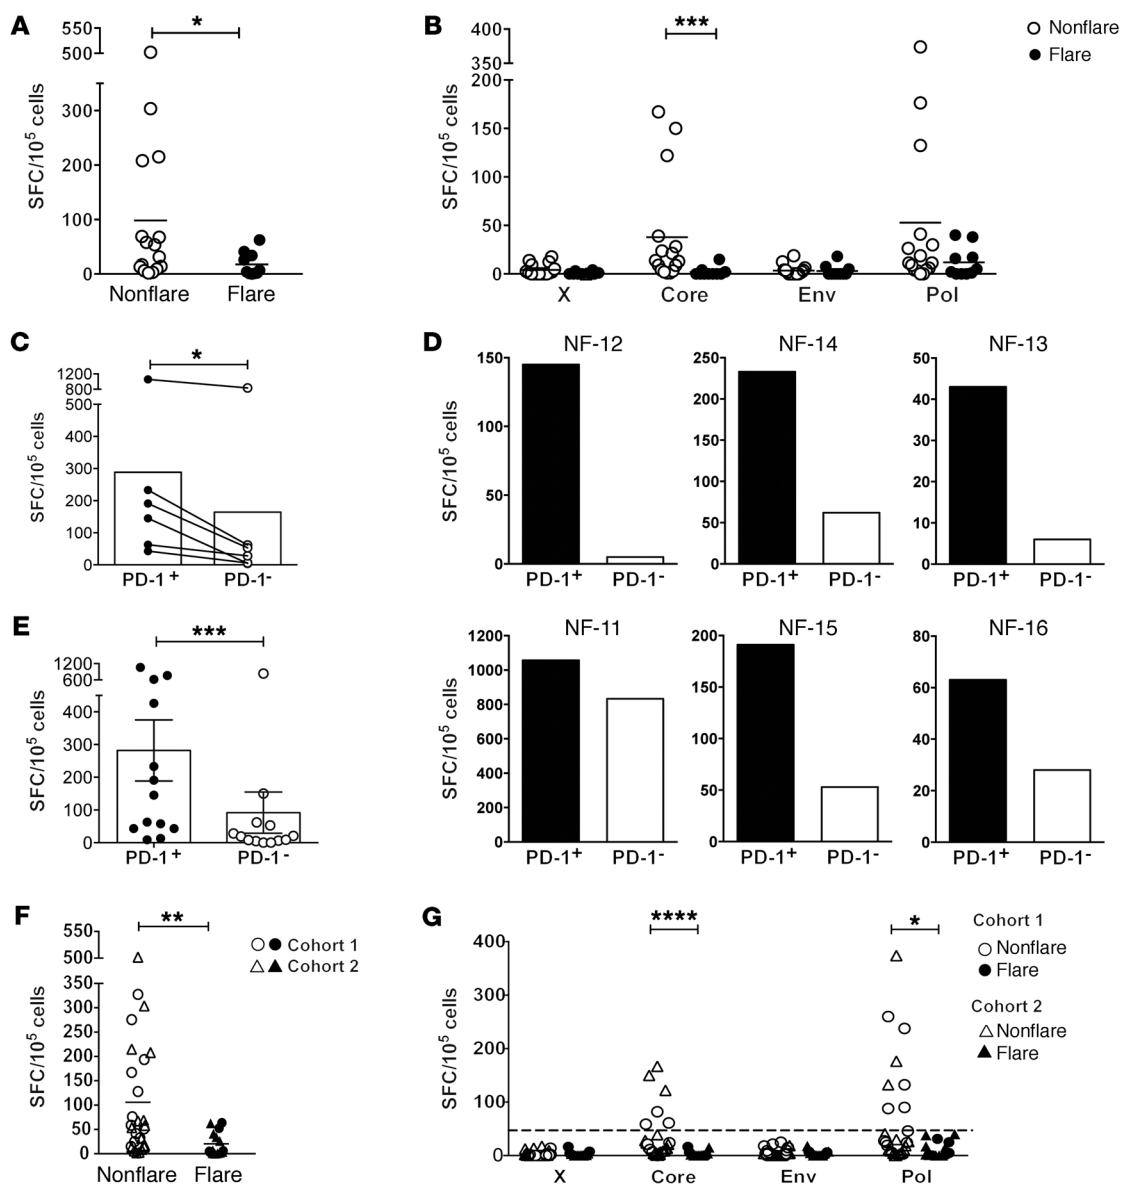 A
550
500
300
200
100
0
SFC/10⁵ cells
*
Nonflare
Flare
B
400
350
200
150
100
50
0
SFC/10⁵ cells
***
X
Core
Env
Pol
Nonflare
Flare
C
1200
800
500
400
300
200
100
0
SFC/10⁵ cells
*
PD-1⁺
PD-1⁻
D
SFC/10⁵ cells
NF-12
150
100
50
0
PD-1⁺
PD-1⁻
NF-14
250
200
150
100
50
0
PD-1⁺
PD-1⁻
NF-13
50
40
30
20
10
0
PD-1⁺
PD-1⁻
E
1200
600
400
300
200
100
0
SFC/10⁵ cells
***
PD-1⁺
PD-1⁻
SFC/10⁵ cells
NF-11
1200
1000
800
600
400
200
0
PD-1⁺
PD-1⁻
NF-15
200
150
100
50
0
PD-1⁺
PD-1⁻
NF-16
80
60
40
20
0
PD-1⁺
PD-1⁻
F
550
500
350
300
250
200
150
100
50
0
SFC/10⁵ cells
**
Cohort 1
Cohort 2
Nonflare
Flare
G
400
300
200
100
0
SFC/10⁵ cells
****
*
X
Core
Env
Pol
Cohort 1
Nonflare
Flare
Cohort 2
Nonflare
Flare